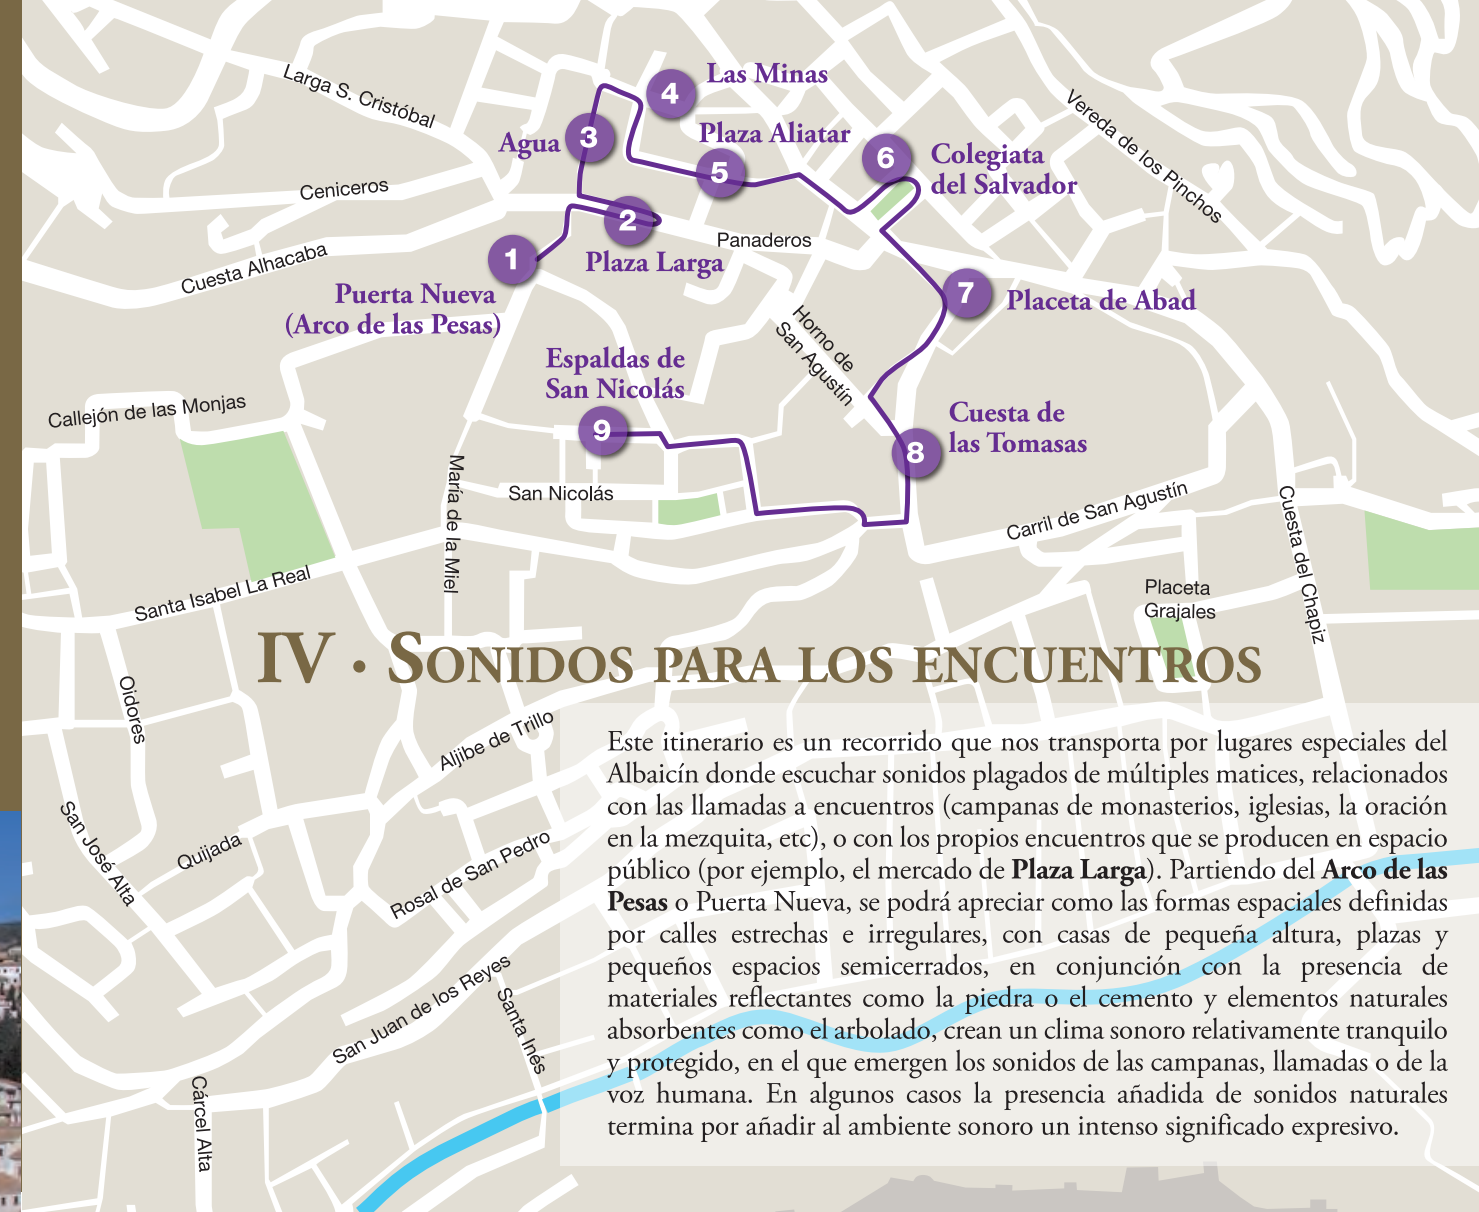 Larga S. Cristóbal
4
Las Minas
Vereda de los Pinchos
3
Agua
Plaza Aliatar
5
6
Colegiata
del Salvador
Ceniceros
2
Panaderos
Plaza Larga
1
Cuesta Alhacaba
Puerta Nueva
(Arco de las Pesas)
7
Placeta de Abad
Horno de
San Agustín
Espaldas de
San Nicolás
9
Callejón de las Monjas
Cuesta de
las Tomasas
8
María de la Miel
San Nicolás
Carril de San Agustín
Cuesta del Chapiz
Santa Isabel La Real
Placeta
Grajales
IV · Sonidos para los encuentros
Oidores
Aljibe de Trillo
San José Alta
Quijada
Rosal de San Pedro
San Juan de los Reyes
Santa Inés
Cárcel Alta
Este itinerario es un recorrido que nos transporta por lugares especiales del
Albaicín donde escuchar sonidos plagados de múltiples matices, relacionados
con las llamadas a encuentros (campanas de monasterios, iglesias, la oración
en la mezquita, etc), o con los propios encuentros que se producen en espacio
público (por ejemplo, el mercado de Plaza Larga). Partiendo del Arco de las
Pesas o Puerta Nueva, se podrá apreciar como las formas espaciales definidas
por calles estrechas e irregulares, con casas de pequeña altura, plazas y
pequeños espacios semicerrados, en conjunción con la presencia de
materiales reflectantes como la piedra o el cemento y elementos naturales
absorbentes como el arbolado, crean un clima sonoro relativamente tranquilo
y protegido, en el que emergen los sonidos de las campanas, llamadas o de la
voz humana. En algunos casos la presencia añadida de sonidos naturales
termina por añadir al ambiente sonoro un intenso significado expresivo.